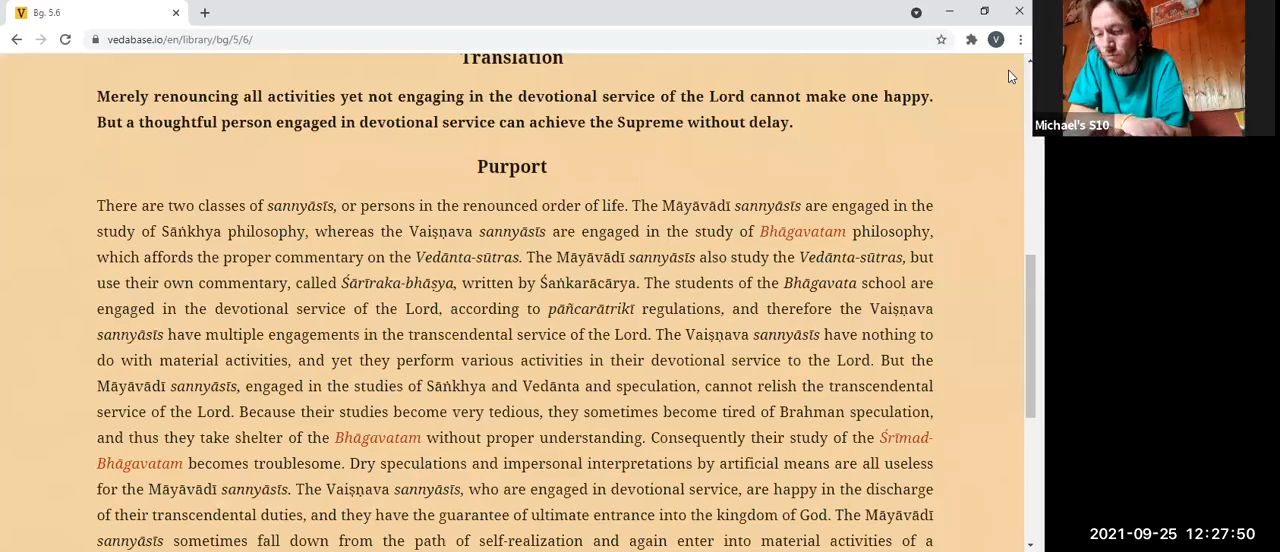 Bg. 5.6
vedabase.io/en/library/bg/5/6/
V
Michael's S10
Translation
Merely renouncing all activities yet not engaging in the devotional service of the Lord cannot make one happy.
But a thoughtful person engaged in devotional service can achieve the Supreme without delay.
Purport
There are two classes of sannyāsīs, or persons in the renounced order of life. The Māyāvādī sannyāsīs are engaged in the
study of Sāṅkhya philosophy, whereas the Vaiṣṇava sannyāsīs are engaged in the study of Bhāgavatam philosophy,
which affords the proper commentary on the Vedānta-sūtras. The Māyāvādī sannyāsīs also study the Vedānta-sūtras, but
use their own commentary, called Śārīraka-bhāṣya, written by Śaṅkarācārya. The students of the Bhāgavata school are
engaged in the devotional service of the Lord, according to pāñcarātrikī regulations, and therefore the Vaiṣṇava
sannyāsīs have multiple engagements in the transcendental service of the Lord. The Vaiṣṇava sannyāsīs have nothing to
do with material activities, and yet they perform various activities in their devotional service to the Lord. But the
Māyāvādī sannyāsīs, engaged in the studies of Sāṅkhya and Vedānta and speculation, cannot relish the transcendental
service of the Lord. Because their studies become very tedious, they sometimes become tired of Brahman speculation,
and thus they take shelter of the Bhāgavatam without proper understanding. Consequently their study of the Śrīmad-
Bhāgavatam becomes troublesome. Dry speculations and impersonal interpretations by artificial means are all useless
for the Māyāvādī sannyāsīs. The Vaiṣṇava sannyāsīs, who are engaged in devotional service, are happy in the discharge
of their transcendental duties, and they have the guarantee of ultimate entrance into the kingdom of God. The Māyāvādī
sannyāsīs sometimes fall down from the path of self-realization and again enter into material activities of a
2021-09-25 12:27:50